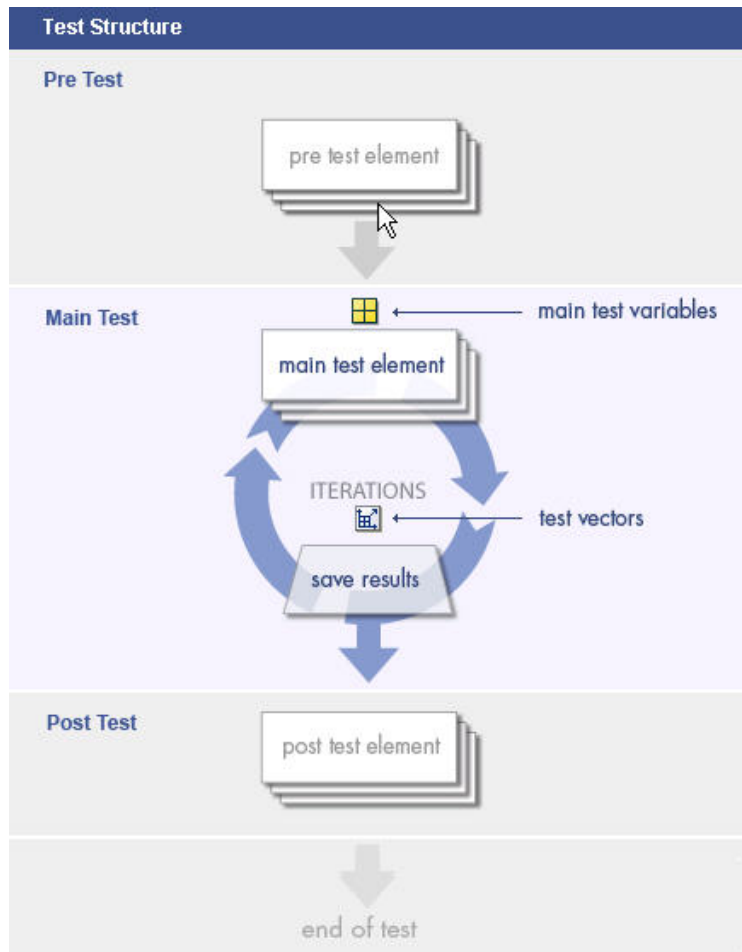 Test Structure
Pre Test
pre test element
Main Test
main test variables
main test element
ITERATIONS
test vectors
save results
Post Test
post test element
end of test